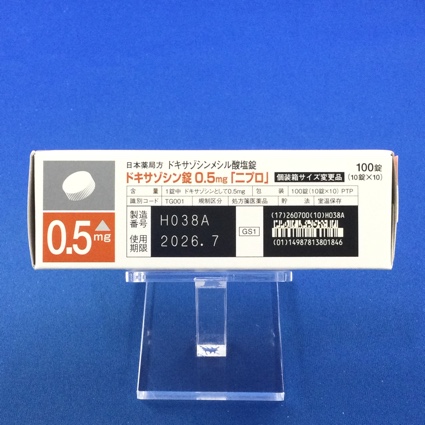 日本薬局方 ドキサゾシンメシル酸塩錠
ドキサゾシン錠 0.5mg「ニプロ」 個装箱サイズ変更品
100錠
(10錠×10)
含量 1錠中 ドキサゾシンとして0.5mg 包装 100錠(10錠×10) PTP
識別コード TG001 規制区分 処方箋医薬品 貯法 室温保存
0.5mg
製造番号 H038A
使用期限 2026.7
GS1
(17)260700(10)H038A
(01)14987813801846